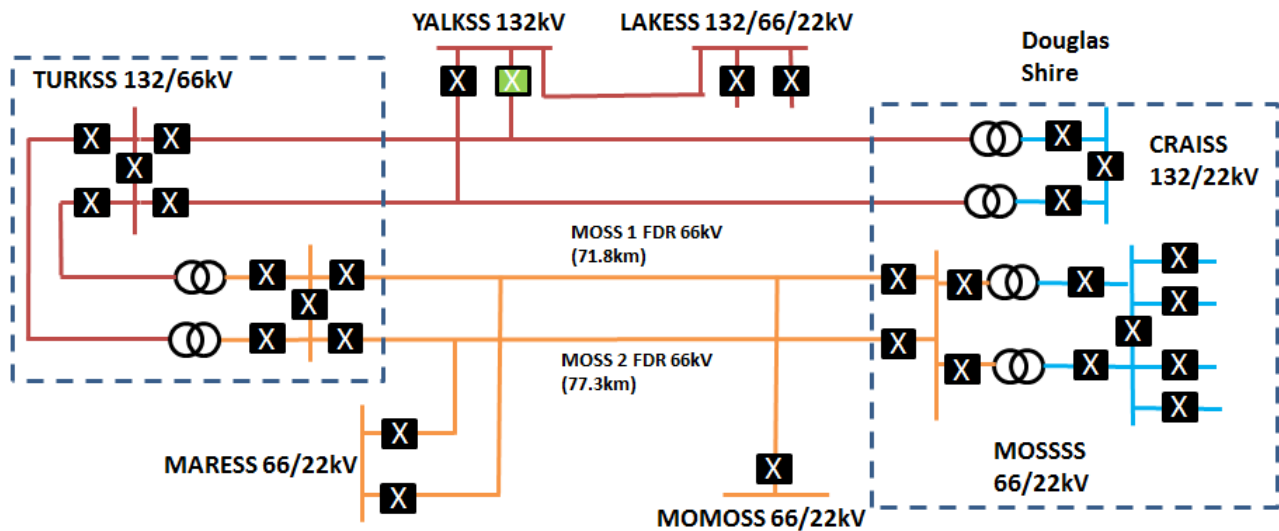 YALKSS 132kV
LAKESS 132/66/22kV
Douglas
Shire
TURKSS 132/66kV
X
X
X
X
X
X
X
X
X
X
CRAISS
132/22kV
X
X
X
X
X
MOSS 1 FDR 66kV
(71.8km)
X
X
X
X
X
X
X
X
X
X
MOSS 2 FDR 66kV
(77.3km)
X
X
X
X
X
X
X
MARESS 66/22kV
X
X
MOMOSS 66/22kV
MOSSSS
66/22kV